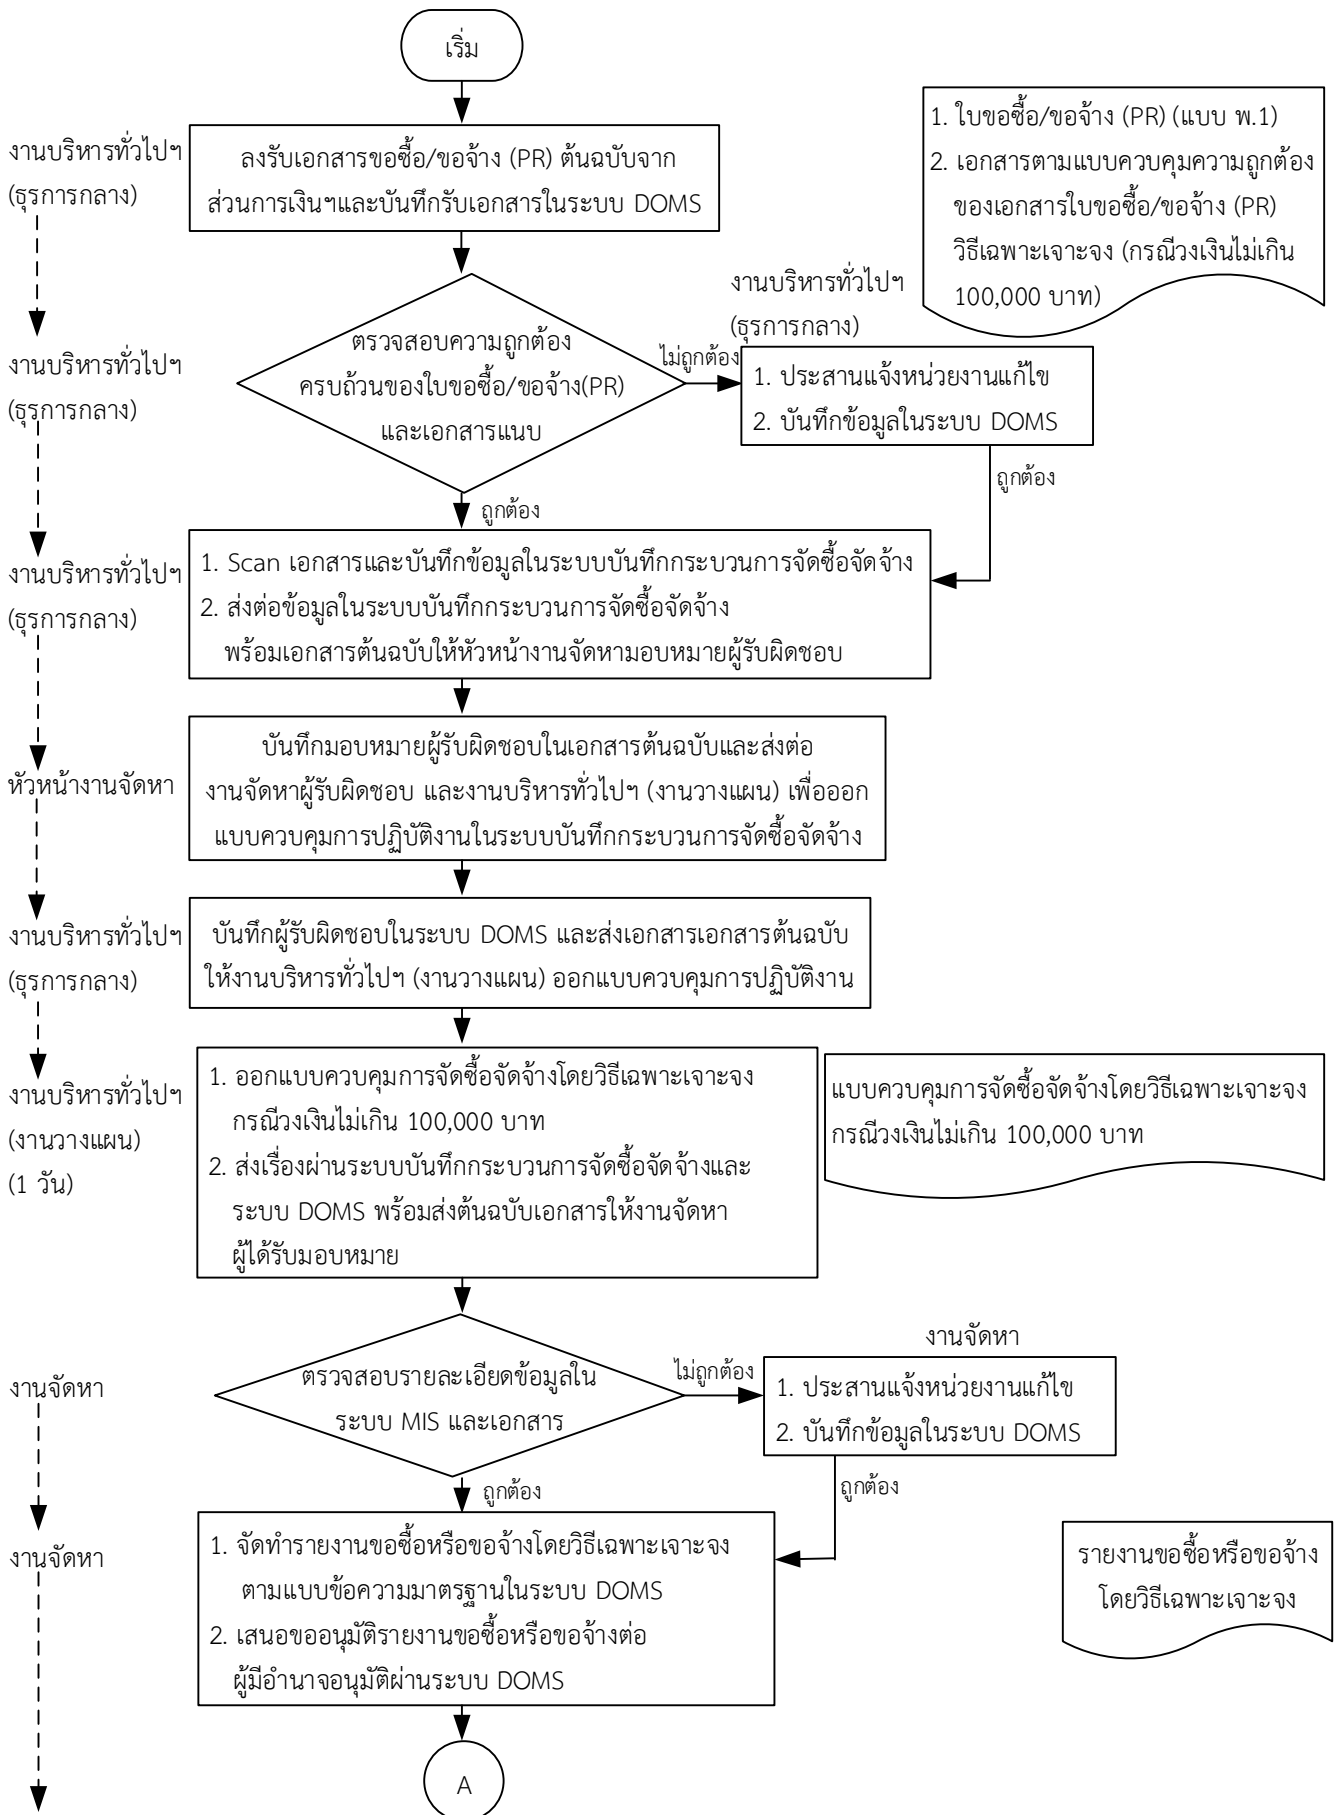 เริ่ม
งานบริหารทั่วไปฯ
(ธุรการกลาง)
ลงรับเอกสารขอซื้อ/ขอจ้าง (PR) ต้นฉบับจาก
ส่วนการเงินฯและบันทึกรับเอกสารในระบบ DOMS
1. ใบขอซื้อ/ขอจ้าง (PR) (แบบ พ.1)
2. เอกสารตามแบบควบคุมความถูกต้อง
ของเอกสารใบขอซื้อ/ขอจ้าง (PR)
วิธีเฉพาะเจาะจง (กรณีวงเงินไม่เกิน
100,000 บาท)
งานบริหารทั่วไปฯ
(ธุรการกลาง)
ตรวจสอบความถูกต้อง
ครบถ้วนของใบขอซื้อ/ขอจ้าง(PR)
และเอกสารแนบ
ไม่ถูกต้อง
งานบริหารทั่วไปฯ
(ธุรการกลาง)
1. ประสานแจ้งหน่วยงานแก้ไข
2. บันทึกข้อมูลในระบบ DOMS
ถูกต้อง
ถูกต้อง
งานบริหารทั่วไปฯ
(ธุรการกลาง)
1. Scan เอกสารและบันทึกข้อมูลในระบบบันทึกกระบวนการจัดซื้อจัดจ้าง
2. ส่งต่อข้อมูลในระบบบันทึกกระบวนการจัดซื้อจัดจ้าง
พร้อมเอกสารต้นฉบับให้หัวหน้างานจัดหามอบหมายผู้รับผิดชอบ
หัวหน้างานจัดหา
บันทึกมอบหมายผู้รับผิดชอบในเอกสารต้นฉบับและส่งต่อ
งานจัดหาผู้รับผิดชอบ และงานบริหารทั่วไปฯ (งานวางแผน) เพื่อออก
แบบควบคุมการปฏิบัติงานในระบบบันทึกกระบวนการจัดซื้อจัดจ้าง
งานบริหารทั่วไปฯ
(ธุรการกลาง)
บันทึกผู้รับผิดชอบในระบบ DOMS และส่งเอกสารเอกสารต้นฉบับ
ให้งานบริหารทั่วไปฯ (งานวางแผน) ออกแบบควบคุมการปฏิบัติงาน
งานบริหารทั่วไปฯ
(งานวางแผน)
(1 วัน)
1. ออกแบบควบคุมการจัดซื้อจัดจ้างโดยวิธีเฉพาะเจาะจง
กรณีวงเงินไม่เกิน 100,000 บาท
2. ส่งเรื่องผ่านระบบบันทึกกระบวนการจัดซื้อจัดจ้างและ
ระบบ DOMS พร้อมส่งต้นฉบับเอกสารให้งานจัดหา
ผู้ได้รับมอบหมาย
แบบควบคุมการจัดซื้อจัดจ้างโดยวิธีเฉพาะเจาะจง
กรณีวงเงินไม่เกิน 100,000 บาท
งานจัดหา
ตรวจสอบรายละเอียดข้อมูลใน
ระบบ MIS และเอกสาร
ไม่ถูกต้อง
งานจัดหา
1. ประสานแจ้งหน่วยงานแก้ไข
2. บันทึกข้อมูลในระบบ DOMS
ถูกต้อง
ถูกต้อง
งานจัดหา
1. จัดทำรายงานขอซื้อหรือขอจ้างโดยวิธีเฉพาะเจาะจง
ตามแบบข้อความมาตรฐานในระบบ DOMS
2. เสนอขออนุมัติรายงานขอซื้อหรือขอจ้างต่อ
ผู้มีอำนาจอนุมัติผ่านระบบ DOMS
รายงานขอซื้อหรือขอจ้าง
โดยวิธีเฉพาะเจาะจง
A